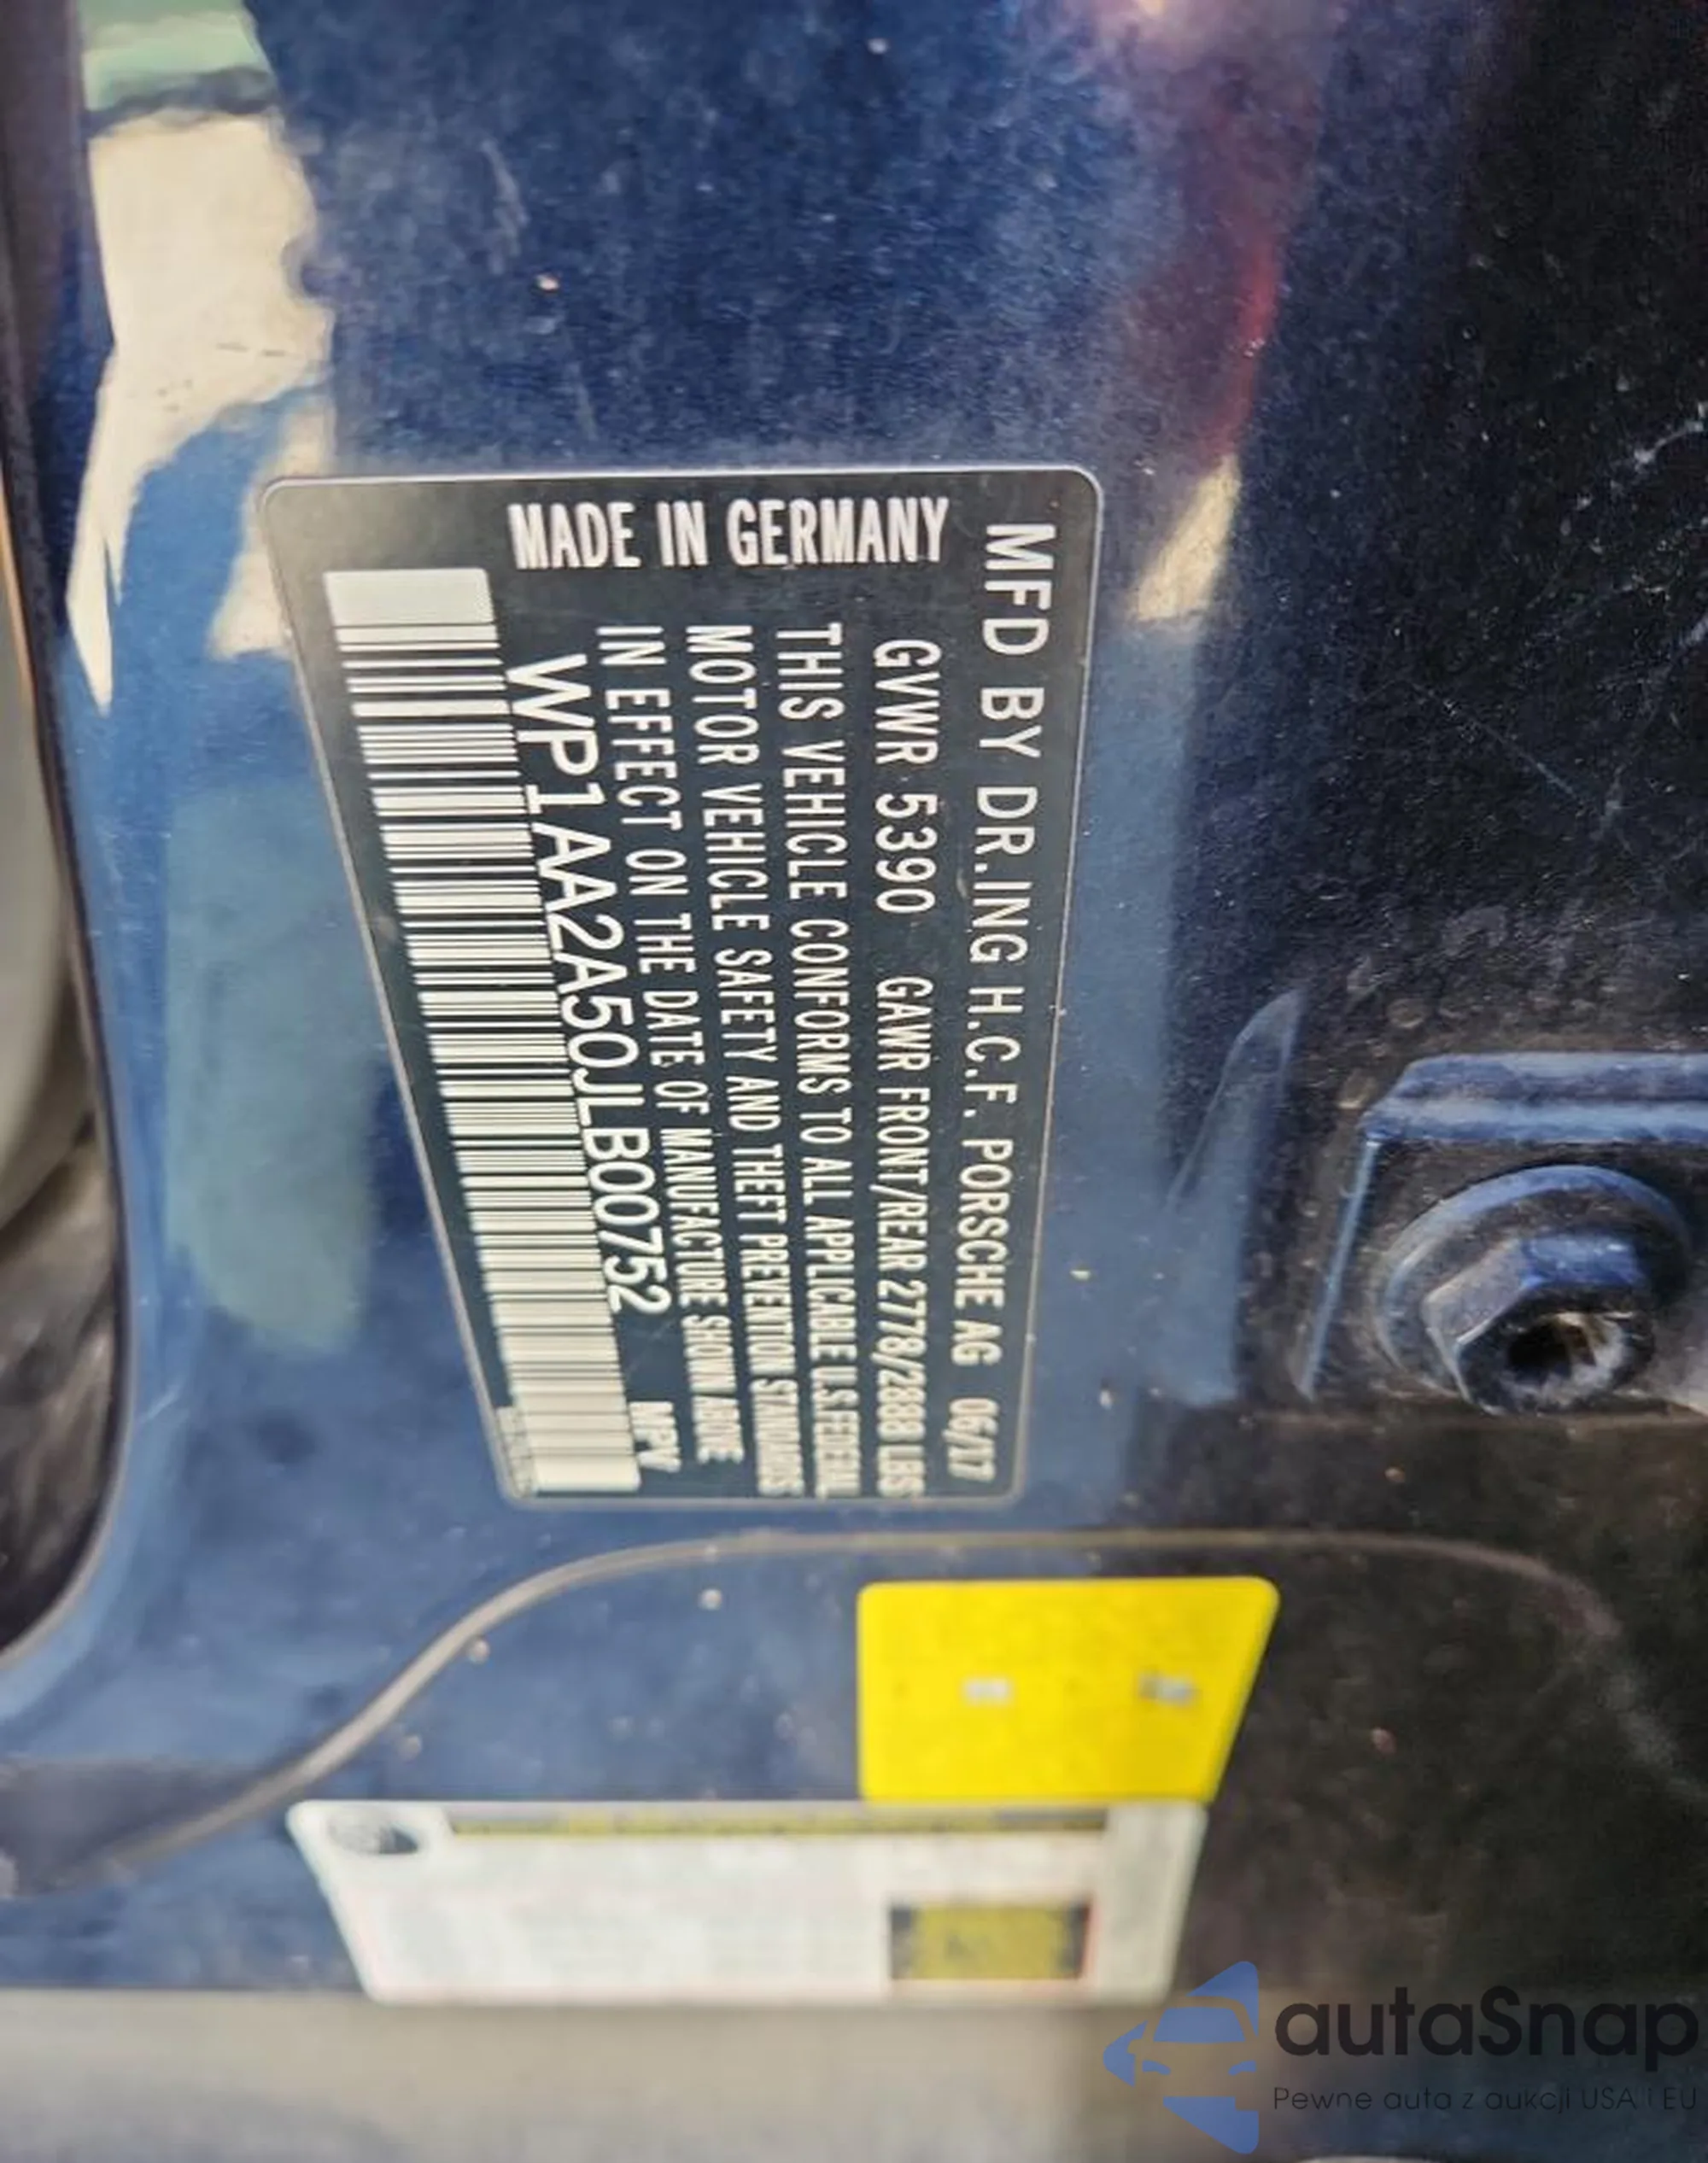 MFD BY DR.ING H.C.F. PORSCHE AG 06/17
GVWR 5390 GAWR FRONT/REAR 2778/2888 LBS
THIS VEHICLE CONFORMS TO ALL APPLICABLE U.S FEDERAL
MOTOR VEHICLE SAFETY AND THEFT PREVENTION STANDARDS
IN EFFECT ON THE DATE OF MANUFACTURE SHOWN ABOVE
WP1AA2A50JLB00752 MPV
MADE IN GERMANY
autaSnap
Pewne auta z aukcji USA i EU